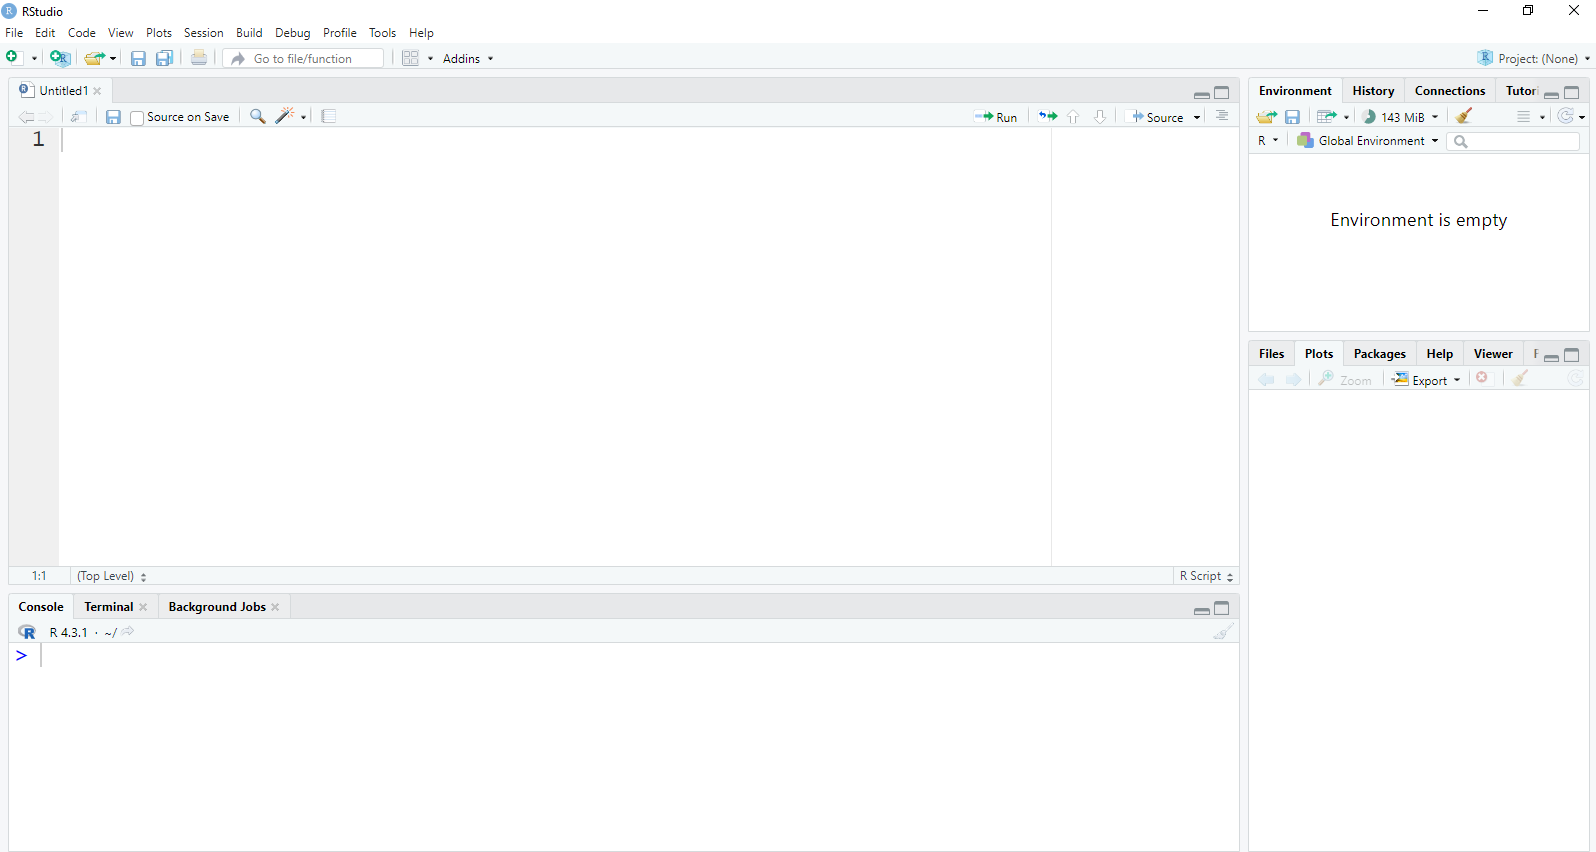 RStudio
File Edit Code View Plots Session Build Debug Profile Tools Help
Go to file/function Addins Project: (None)
Untitled1
Source on Save Run Source
1
1:1 (Top Level) R Script
Console Terminal Background Jobs
R 4.3.1 · ~/
>
Environment History Connections Tutori
143 MiB
R Global Environment
Environment is empty
Files Plots Packages Help Viewer
Zoom Export